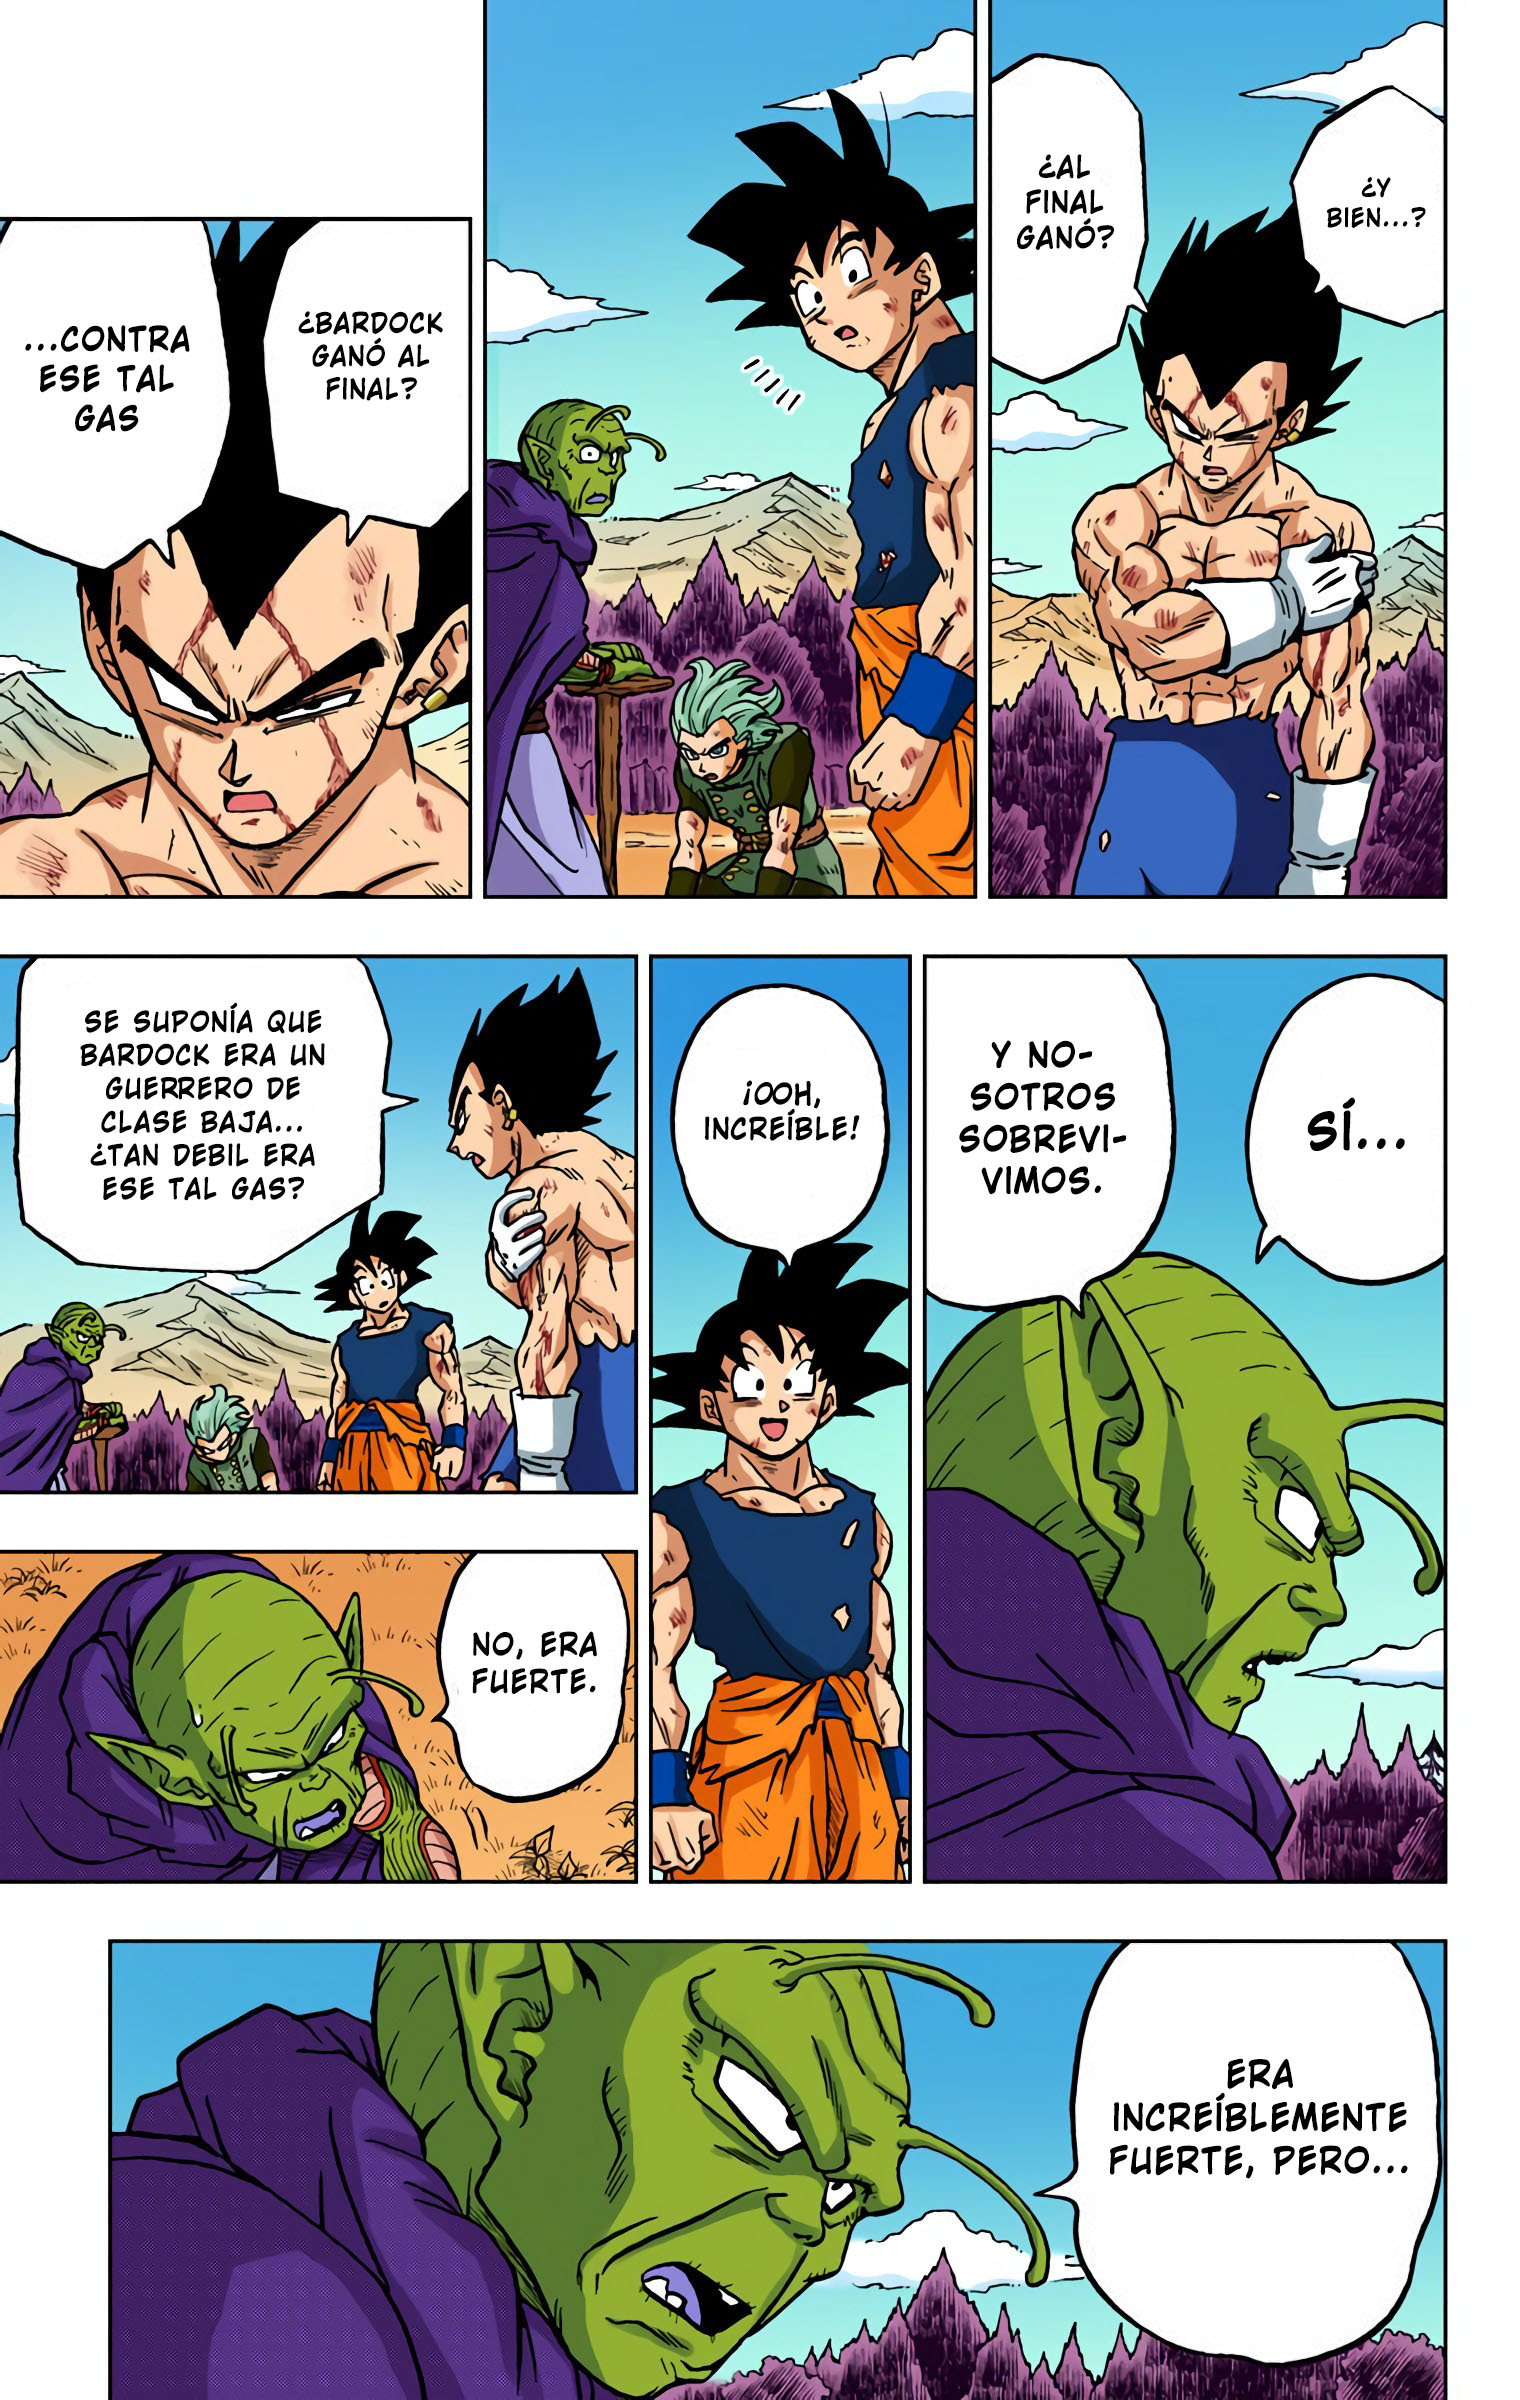 ¿Y
BIEN...?
¿AL
FINAL
GANÓ?
¿BARDOCK
GANÓ AL
FINAL?
...CONTRA
ESE TAL
GAS
SÍ...
Y NO-
SOTROS
SOBREVI-
VIMOS.
¡OOH,
INCREÍBLE!
SE SUPONÍA QUE
BARDOCK ERA UN
GUERRERO DE
CLASE BAJA...
¿TAN DEBIL ERA
ESE TAL GAS?
NO, ERA
FUERTE.
ERA
INCREÍBLEMENTE
FUERTE, PERO...